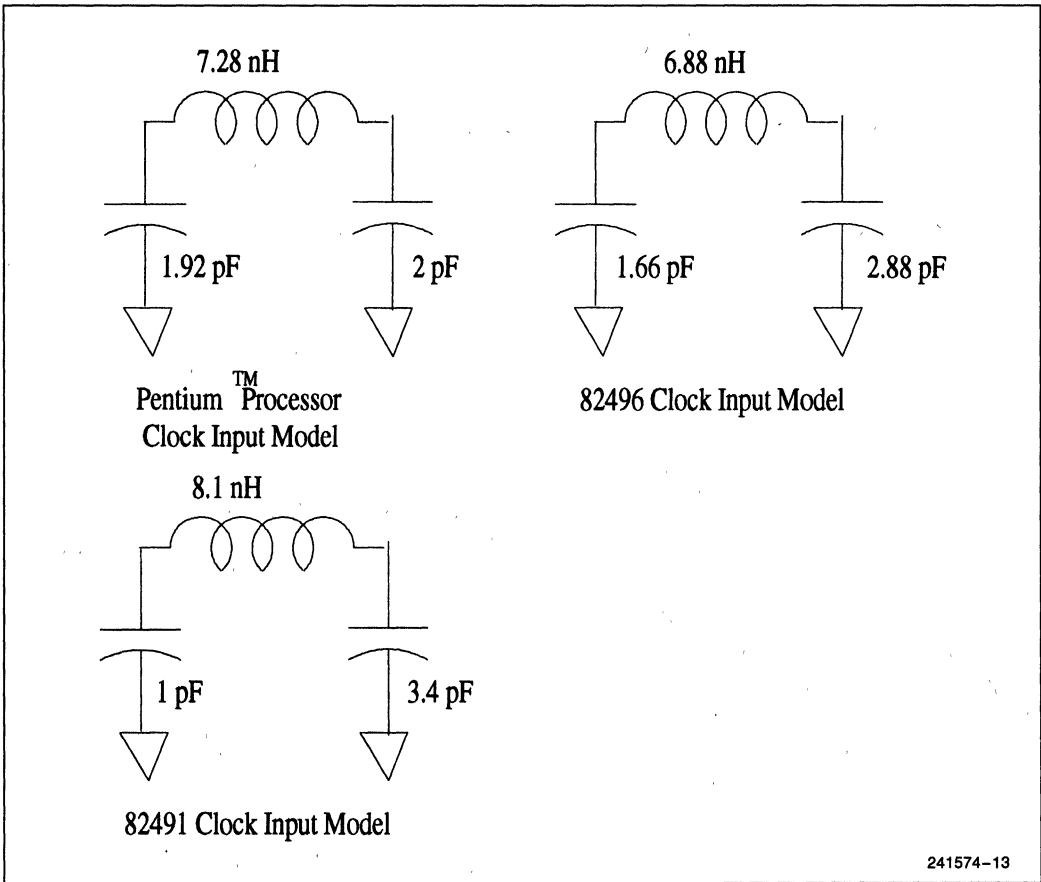 7.28 nH
6.88 nH
1.92 pF
2 pF
1.66 pF
2.88 pF
Pentium TM Processor
Clock Input Model
82496 Clock Input Model
8.1 nH
1 pF
3.4 pF
82491 Clock Input Model
241574-13